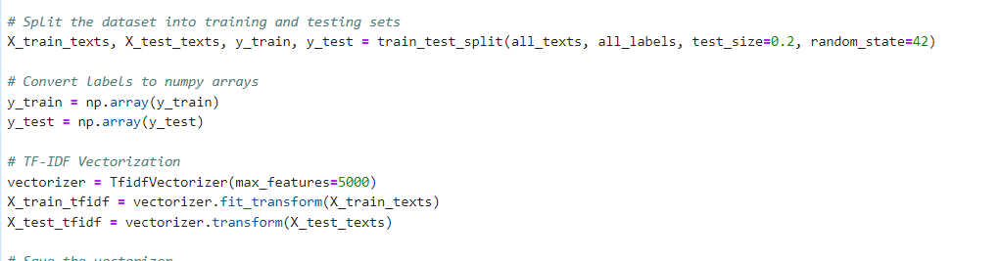 # Split the dataset into training and testing sets
X_train_texts, X_test_texts, y_train, y_test = train_test_split(all_texts, all_labels, test_size=0.2, random_state=42)
# Convert labels to numpy arrays
y_train = np.array(y_train)
y_test = np.array(y_test)
# TF-IDF Vectorization
vectorizer = TfidfVectorizer(max_features=5000)
X_train_tfidf = vectorizer.fit_transform(X_train_texts)
X_test_tfidf = vectorizer.transform(X_test_texts)
# Save the vectorizer